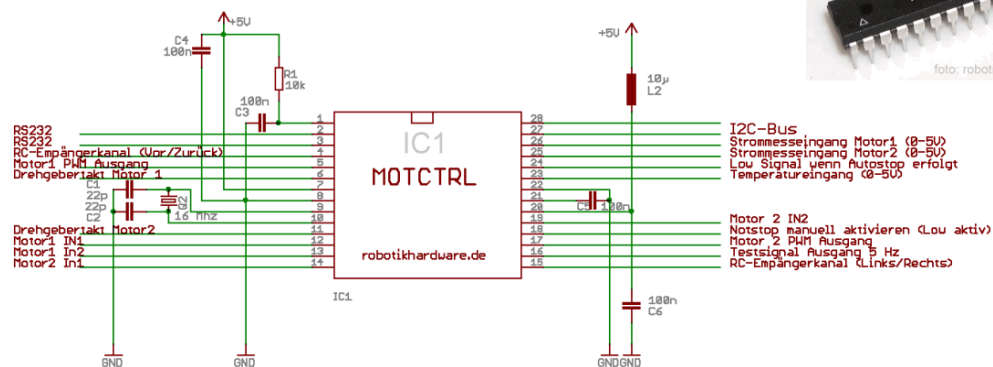 +5V
C4
100n
R1
10k
100n
C3
+5V
10µ
L2
foto: robot
RS232
RS232
RC-Empängerkanal (Vor/Zurück)
Motor1 PWM Ausgang
Drehgebertakt Motor 1
C1
22p
22p
C2
Q2
16 Mhz
Drehgebertakt Motor2
Motor1 IN1
Motor1 In2
Motor2 In1
1
2
3
4
5
6
7
8
9
10
11
12
13
14
IC1
MOTCTRL
robotikhardware.de
IC1
28
27
26
25
24
23
22
21
20
19
18
17
16
15
I2C-Bus
Strommesseingang Motor1 (0-5V)
Strommesseingang Motor2 (0-5V)
Low Signal wenn Autostop erfolgt
Temperatureingang (0-5V)
C5 100n
Motor 2 IN2
Notstop manuell aktivieren (Low aktiv)
Motor 2 PWM Ausgang
Testsignal Ausgang 5 Hz
RC-Empängerkanal (Links/Rechts)
100n
C6
GND
GND
GND
GND